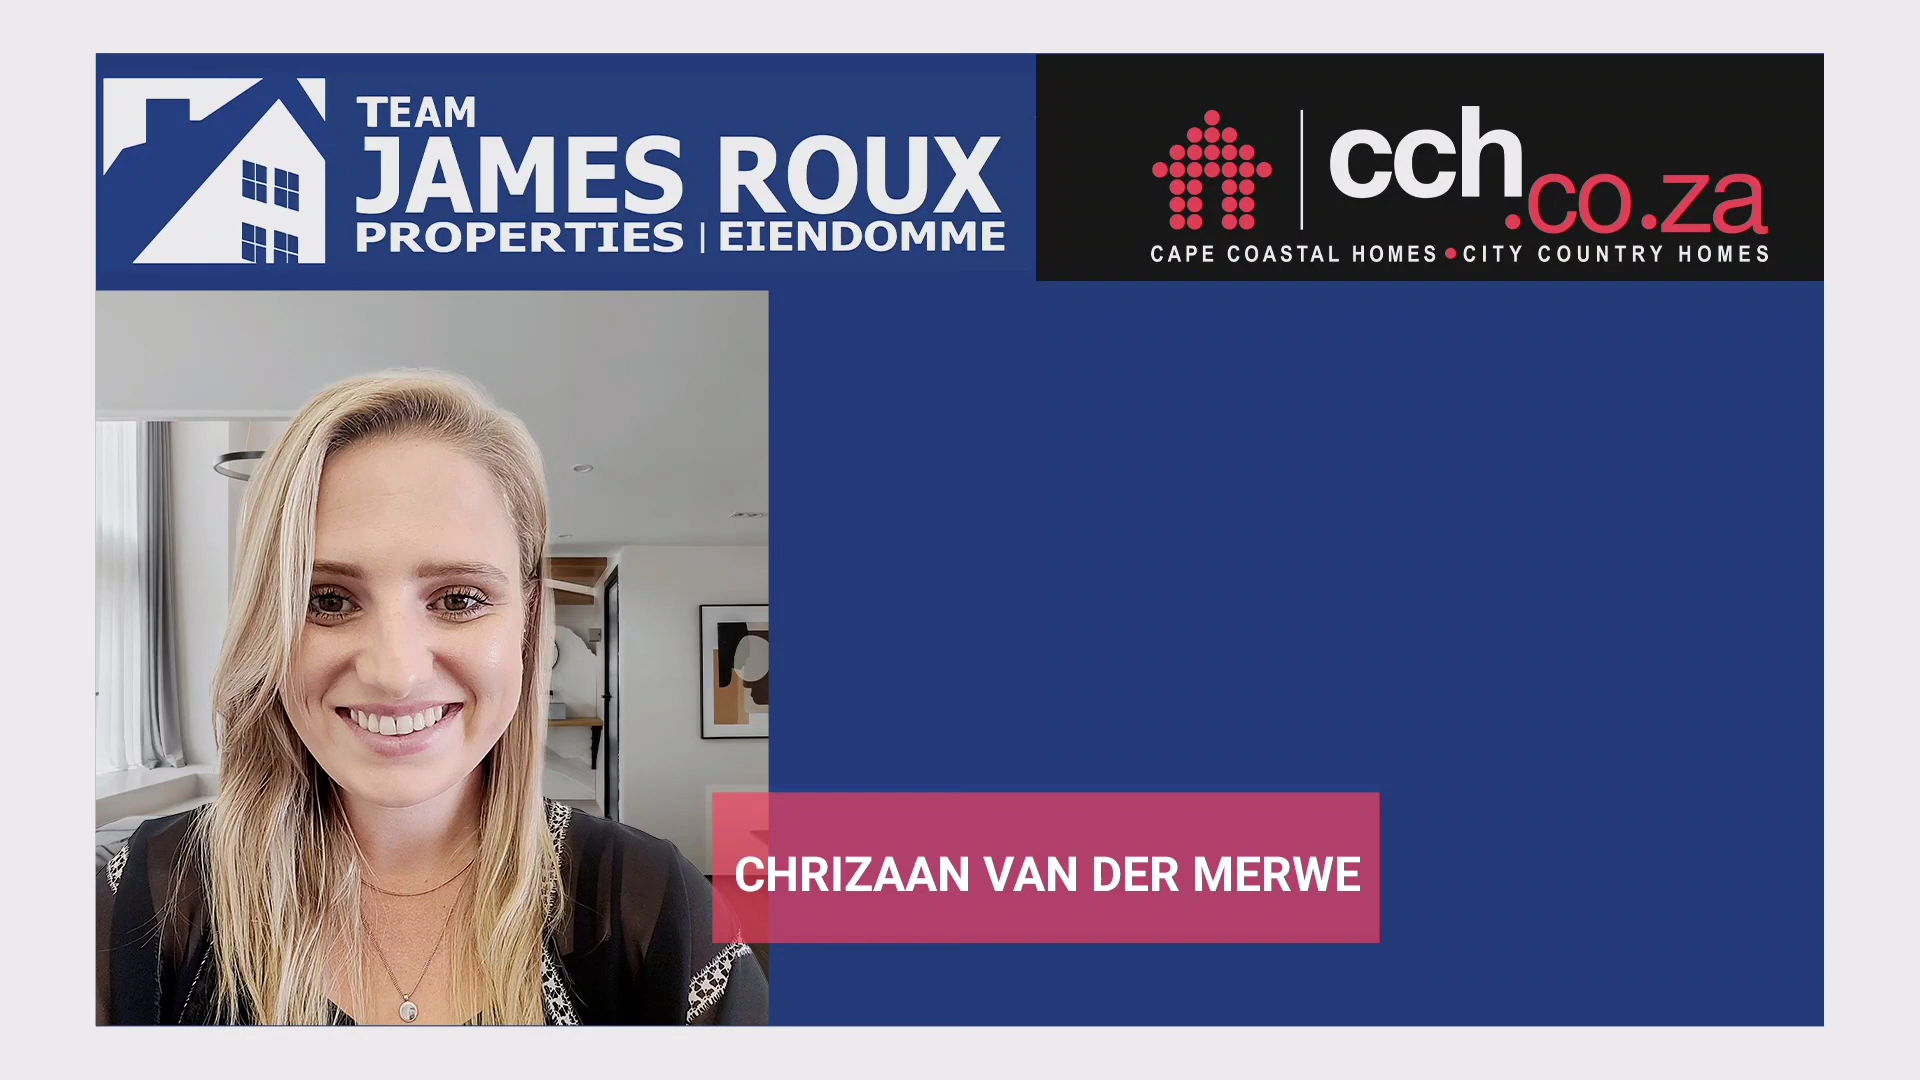 TEAM
JAMES ROUX
PROPERTIES | EIENDOMME
cch.co.za
CAPE COASTAL HOMES • CITY COUNTRY HOMES
CHRIZAAN VAN DER MERWE